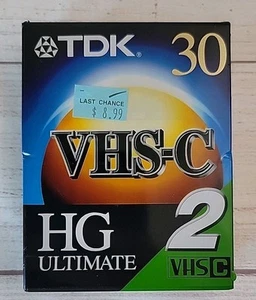 TDK. 30
LAST CHANCE
$ 8.99
VHS-C
HG
ULTIMATE
2
VHS C